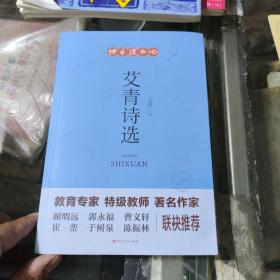 快乐读书吧
艾青诗选
SHIXUAN
教育专家 特级教师 著名作家
顾明远 郭永福 曹文轩
崔峦 于树泉 陈振林
联袂推荐